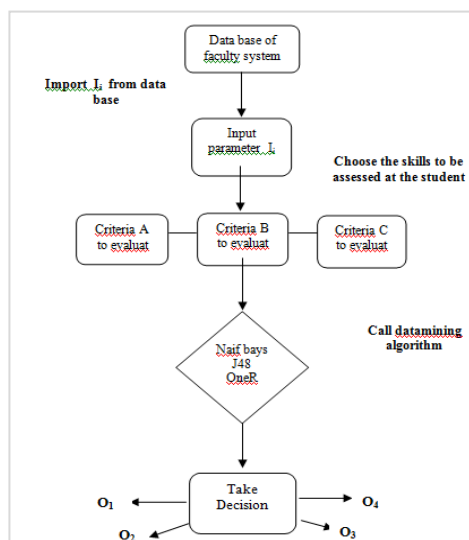 Data base of
faculty system
Import Ii from data
base
Input
parameter Ii
Choose the skills to be
assessed at the student
Criteria A
to evaluat
Criteria B
to evaluat
Criteria C
to evaluat
Call datamining
algorithm
Naif bays
J48
OneR
Take
Decision
O1
O4
O2
O3